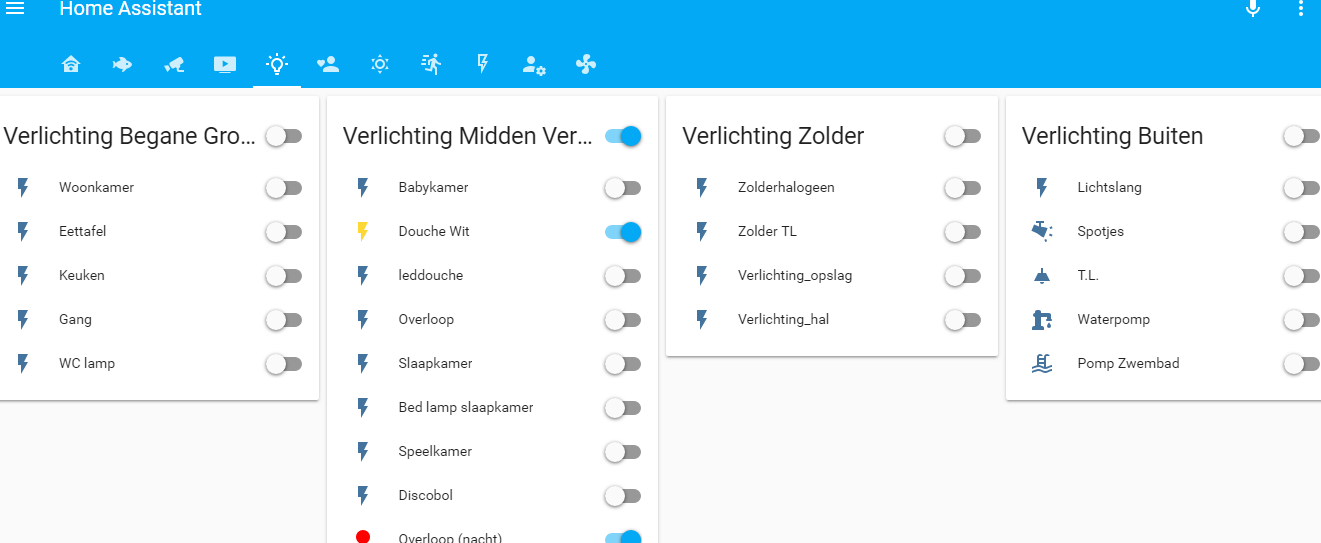 Home Assistant
Verlichting Begane Gro...
Woonkamer
Eettafel
Keuken
Gang
WC lamp
Verlichting Midden Ver...
Babykamer
Douche Wit
leddouche
Overloop
Slaapkamer
Bed lamp slaapkamer
Speelkamer
Discobol
Overloop (nacht)
Verlichting Zolder
Zolderhalogeen
Zolder TL
Verlichting_opslag
Verlichting_hal
Verlichting Buiten
Lichtslang
Spotjes
T.L.
Waterpomp
Pomp Zwembad